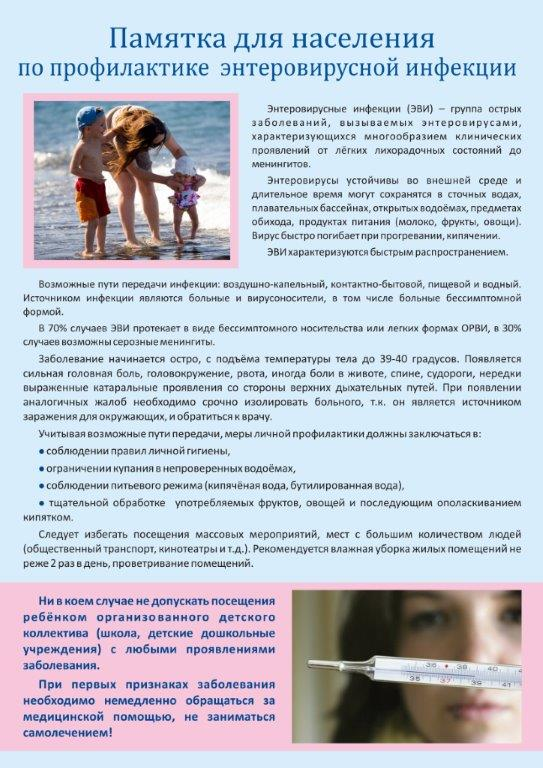 Памятка для населения
по профилактике энтеровирусной инфекции
Энтеровирусные инфекции (ЭВИ) – группа острых
заболеваний, вызываемых энтеровирусами,
характеризующихся многообразием клинических
проявлений от лёгких лихорадочных состояний до
менингитов.
Энтеровирусы устойчивы во внешней среде и
длительное время могут сохранятся в сточных водах,
плавательных бассейнах, открытых водоёмах, предметах
обихода, продуктах питания (молоко, фрукты, овощи).
Вирус быстро погибает при прогревании, кипячении.
ЭВИ характеризуются быстрым распространением.
Возможные пути передачи инфекции: воздушно-капельный, контактно-бытовой, пищевой и водный.
Источником инфекции являются больные и вирусоносители, в том числе больные бессимптомной
формой.
В 70% случаев ЭВИ протекает в виде бессимптомного носительства или легких формах ОРВИ, в 30%
случаев возможны серозные менингиты.
Заболевание начинается остро, с подъёма температуры тела до 39-40 градусов. Появляется
сильная головная боль, головокружение, рвота, иногда боли в животе, спине, судороги, нередки
выраженные катаральные проявления со стороны верхних дыхательных путей. При появлении
аналогичных жалоб необходимо срочно изолировать больного, т.к. он является источником
заражения для окружающих, и обратиться к врачу.
Учитывая возможные пути передачи, меры личной профилактики должны заключаться в:
● соблюдении правил личной гигиены,
● ограничении купания в непроверенных водоёмах,
● соблюдении питьевого режима (кипячёная вода, бутилированная вода),
● тщательной обработке употребляемых фруктов, овощей и последующим ополаскиванием
кипятком.
Следует избегать посещения массовых мероприятий, мест с большим количеством людей
(общественный транспорт, кинотеатры и т.д.). Рекомендуется влажная уборка жилых помещений не
реже 2 раз в день, проветривание помещений.
Ни в коем случае не допускать посещения
ребёнком организованного детского
коллектива (школа, детские дошкольные
учреждения) с любыми проявлениями
заболевания.
При первых признаках заболевания
необходимо немедленно обращаться за
медицинской помощью, не заниматься
самолечением!
36 38 40
35 37 39 41